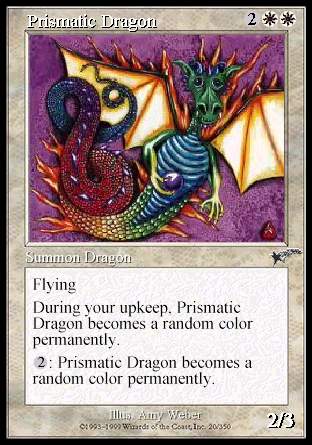 Prismatic Dragon 2
Summon Dragon
Flying
During your upkeep, Prismatic
Dragon becomes a random color
permanently.
2: Prismatic Dragon becomes a
random color permanently.
Illus. Amy Weber
©1993-1999 Wizards of the Coast, Inc. 20/350
2/3